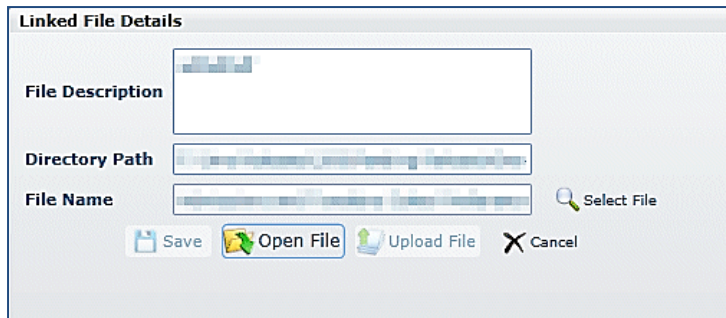 Linked File Details
File Description
Directory Path
File Name
Select File
Save Open File Upload File Cancel